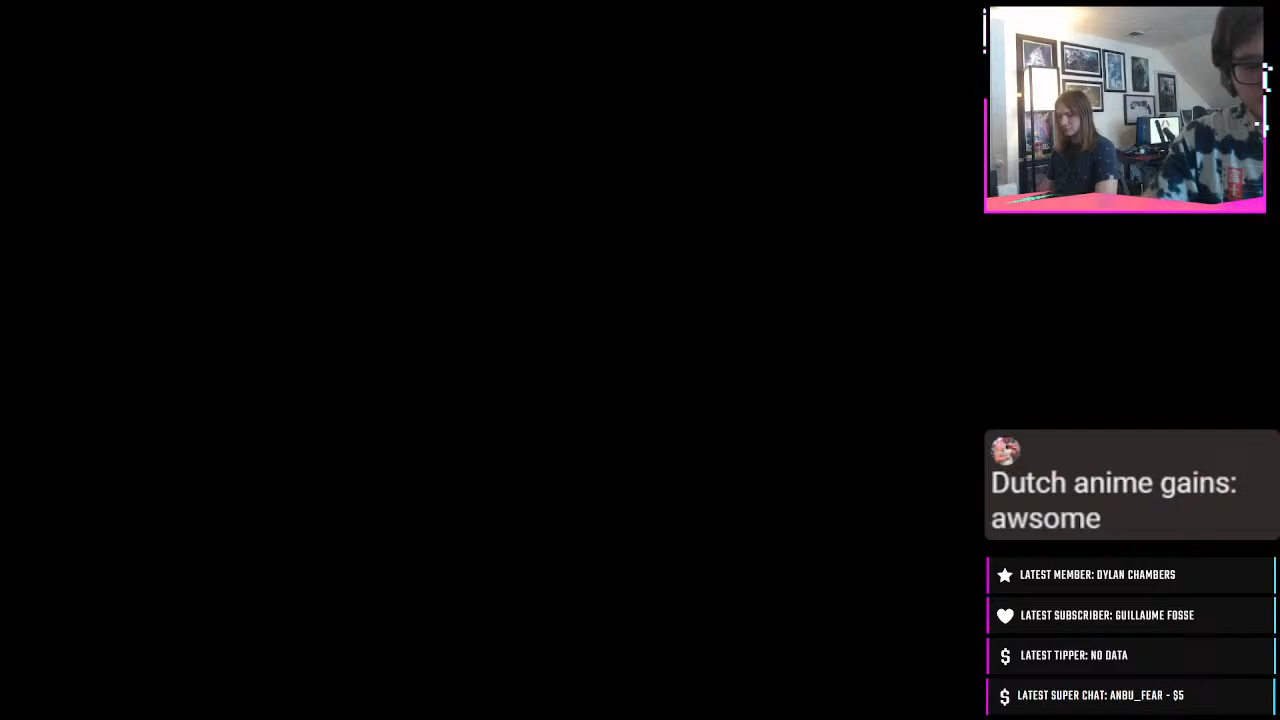 Dutch anime gains:
awsome
LATEST MEMBER: DYLAN CHAMBERS
LATEST SUBSCRIBER: GUILLAUME FOSSE
LATEST TIPPER: NO DATA
LATEST SUPER CHAT: ANBU_FEAR - $5